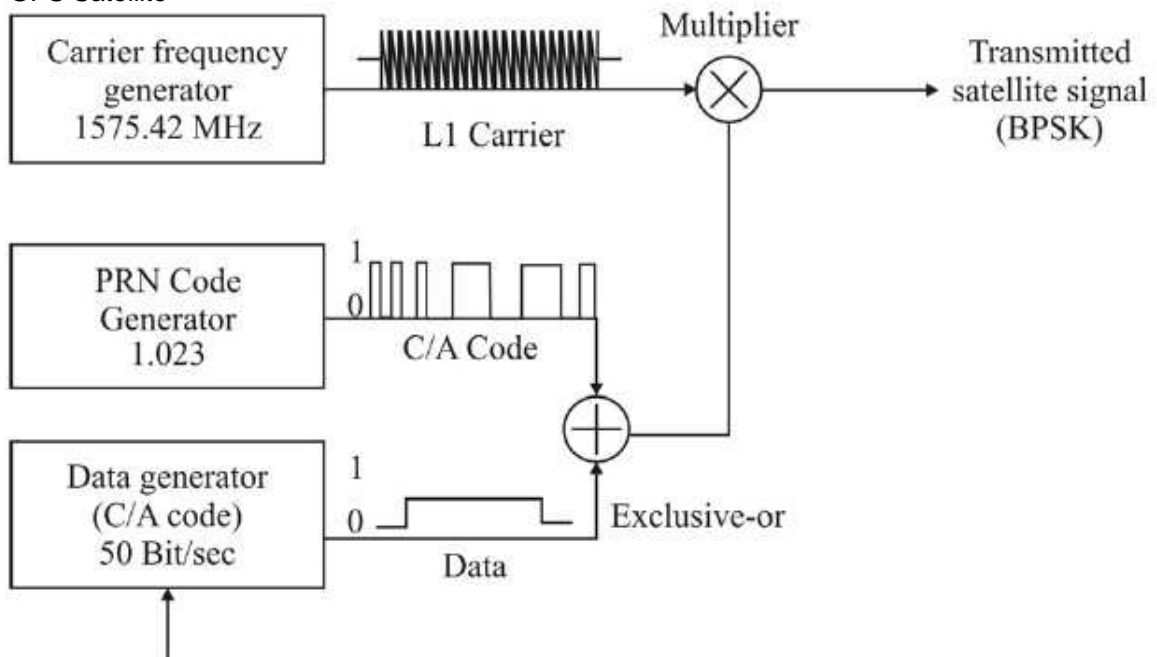 Carrier frequency
generator
1575.42 MHz
L1 Carrier
Multiplier
Transmitted
satellite signal
(BPSK)
PRN Code
Generator
1.023
1
0
C/A Code
Data generator
(C/A code)
50 Bit/sec
1
0
Data
Exclusive-or